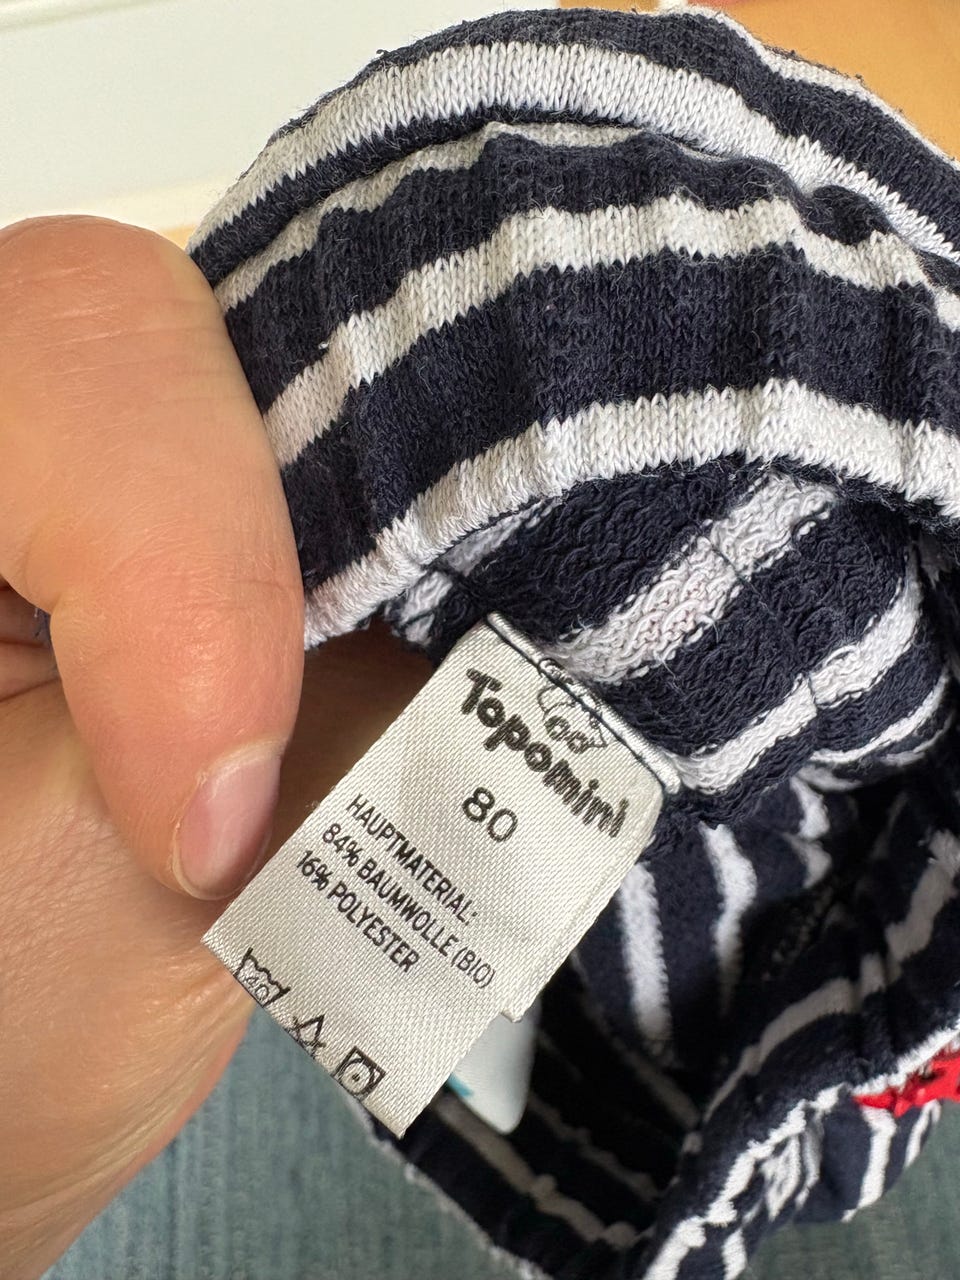 Topomini
80
HAUPTMATERIAL:
84% BAUMWOLLE (BIO)
16% POLYESTER